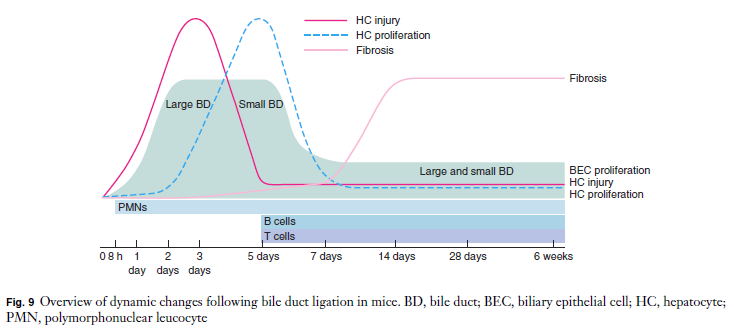 HC injury
HC proliferation
Fibrosis
Fibrosis
Large BD
Small BD
Large and small BD
BEC proliferation
HC injury
HC proliferation
PMNs
B cells
T cells
0 8 h 1 2 3 5 days 7 days 14 days 28 days 6 weeks
day days days
Fig. 9 Overview of dynamic changes following bile duct ligation in mice. BD, bile duct; BEC, biliary epithelial cell; HC, hepatocyte;
PMN, polymorphonuclear leucocyte